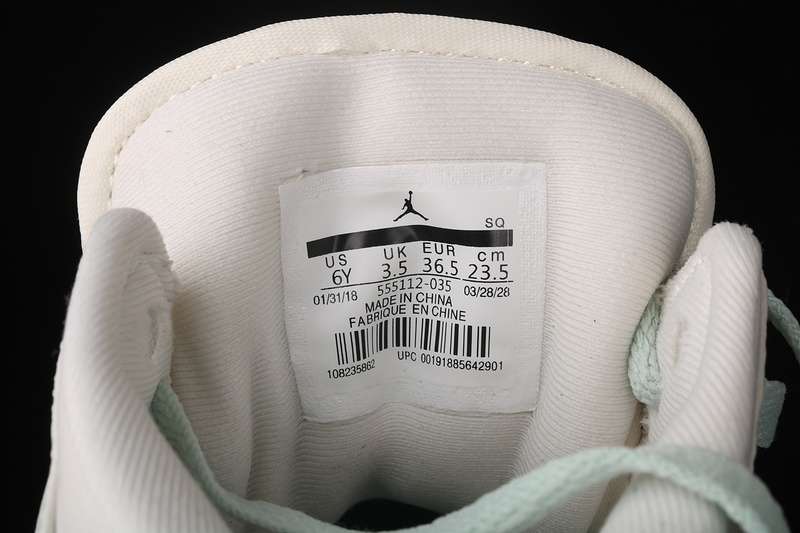 SQ
US UK EUR cm
6Y 3.5 36.5 23.5
01/31/18 555112-035 03/28/28
MADE IN CHINA
FABRIQUE EN CHINE
108235862 UPC 00191885642901